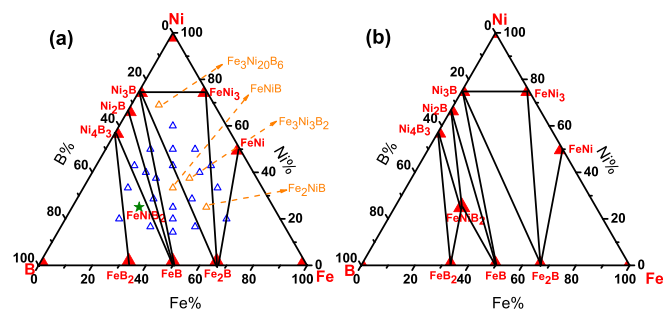 Ni
(a)
0
100
20
80
Ni₃B
FeNi₃
Fe₃Ni₂₀B₆
FeNiB
Ni₂B
40
60
Ni₄B₃
Fe₃Ni₃B₂
B%
Ni%
FeNi
60
40
Fe₂NiB
80
20
FeNiB₂
100
0
B
FeB₂
FeB
Fe₂B
Fe
0
20
40
60
80
100
Fe%
Ni
(b)
0
100
20
80
Ni₃B
FeNi₃
Ni₂B
40
60
Ni₄B₃
B%
Ni%
FeNi
60
40
80
20
FeNiB₂
100
0
B
FeB₂
FeB
Fe₂B
Fe
0
20
40
60
80
100
Fe%